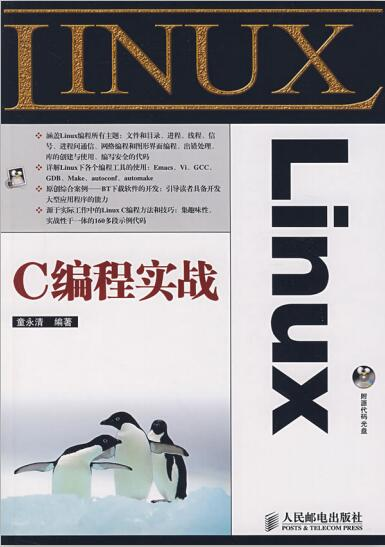 LINUX
涵盖Linux编程所有主题：文件和目录、进程、线程、信
号、进程间通信、网络编程和图形界面编程、出错处理、
库的创建与使用、编写安全的代码
详解Linux下各个编程工具的使用：Emacs、Vi、GCC、
GDB、Make、autoconf、automake
原创综合案例——BT下载软件的开发：引导读者具备开发
大型应用程序的能力
源于实际工作中的Linux C编程方法和技巧：集趣味性、
实战性于一体的160多段示例代码
Linux
C编程实战
童永清 编著
附源代码光盘
人民邮电出版社
POSTS & TELECOM PRESS